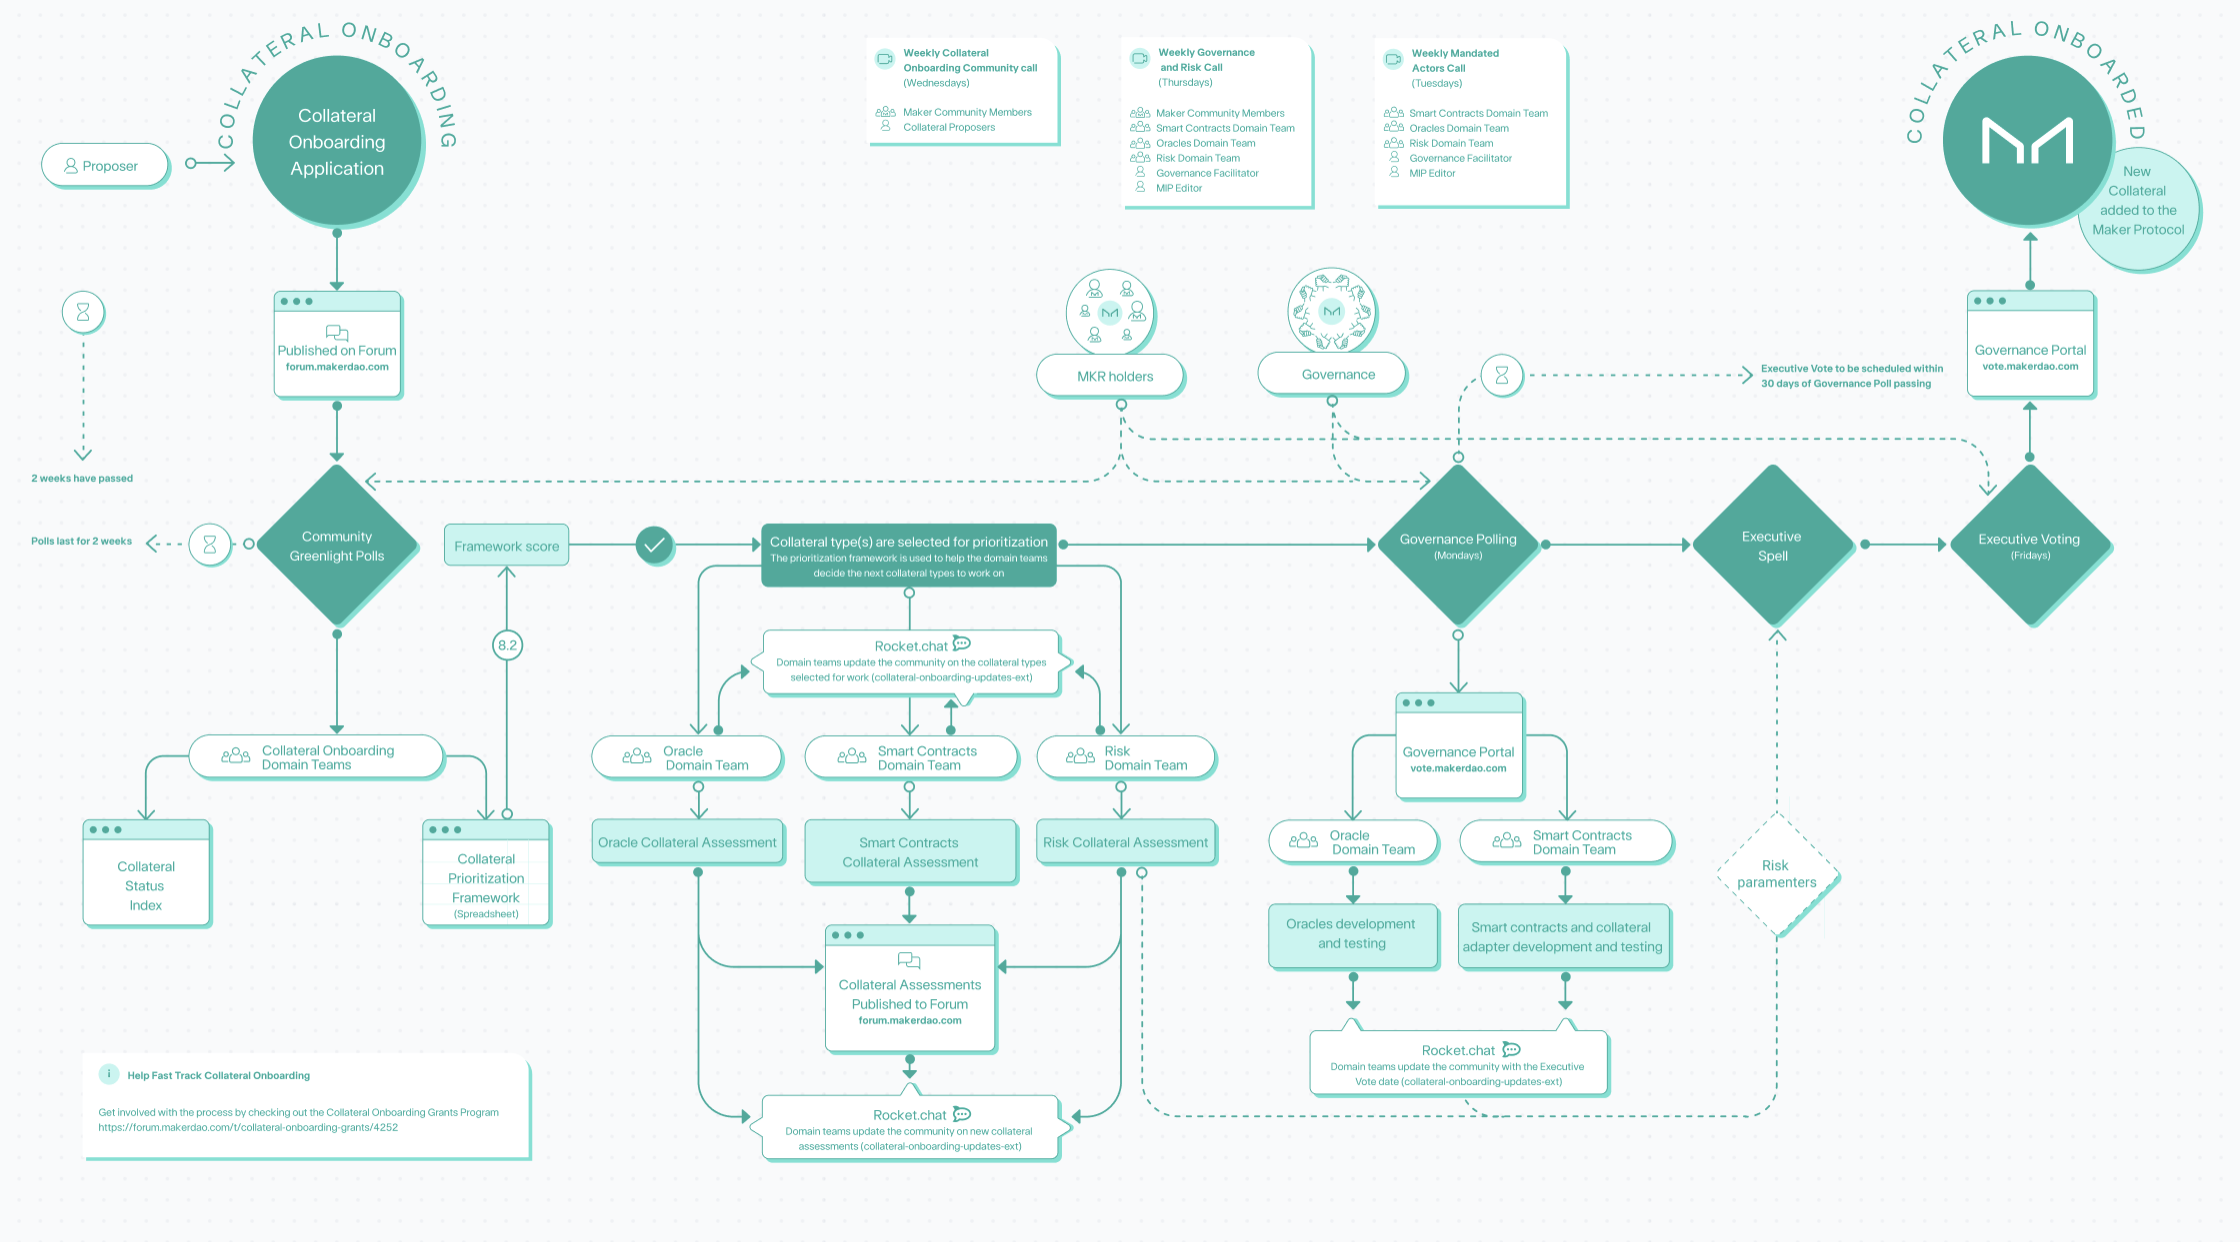 COLLATERAL ONBOARDING
Collateral
Onboarding
Application
Proposer
Weekly Collateral
Onboarding Community call
(Wednesdays)
Maker Community Members
Collateral Proposers
Weekly Governance
and Risk Call
(Thursdays)
Maker Community Members
Smart Contracts Domain Team
Oracles Domain Team
Risk Domain Team
Governance Facilitator
MIP Editor
Weekly Mandated
Actors Call
(Tuesdays)
Smart Contracts Domain Team
Oracles Domain Team
Risk Domain Team
Governance Facilitator
MIP Editor
COLLATERAL ONBOARDED
New
Collateral
added to the
Maker Protocol
Published on Forum
forum.makerdao.com
2 weeks have passed
MKR holders
Governance
Executive Vote to be scheduled within
30 days of Governance Poll passing
Governance Portal
vote.makerdao.com
Polls last for 2 weeks
Community
Greenlight Polls
Framework score
Collateral type(s) are selected for prioritization
The prioritization framework is used to help the domain teams
decide the next collateral types to work on
Governance Polling
(Mondays)
Executive
Spell
Executive Voting
(Fridays)
8.2
Rocket.chat
Domain teams update the community on the collateral types
selected for work (collateral-onboarding-updates-ext)
Collateral Onboarding
Domain Teams
Oracle
Domain Team
Smart Contracts
Domain Team
Risk
Domain Team
Governance Portal
vote.makerdao.com
Collateral
Status
Index
Collateral
Prioritization
Framework
(Spreadsheet)
Oracle Collateral Assessment
Smart Contracts
Collateral Assessment
Risk Collateral Assessment
Oracle
Domain Team
Smart Contracts
Domain Team
Risk
paramenters
Oracles development
and testing
Smart contracts and collateral
adapter development and testing
Collateral Assessments
Published to Forum
forum.makerdao.com
Rocket.chat
Domain teams update the community with the Executive
Vote date (collateral-onboarding-updates-ext)
Rocket.chat
Domain teams update the community on new collateral
assessments (collateral-onboarding-updates-ext)
i
Help Fast Track Collateral Onboarding
Get involved with the process by checking out the Collateral Onboarding Grants Program
https://forum.makerdao.com/t/collateral-onboarding-grants/4252